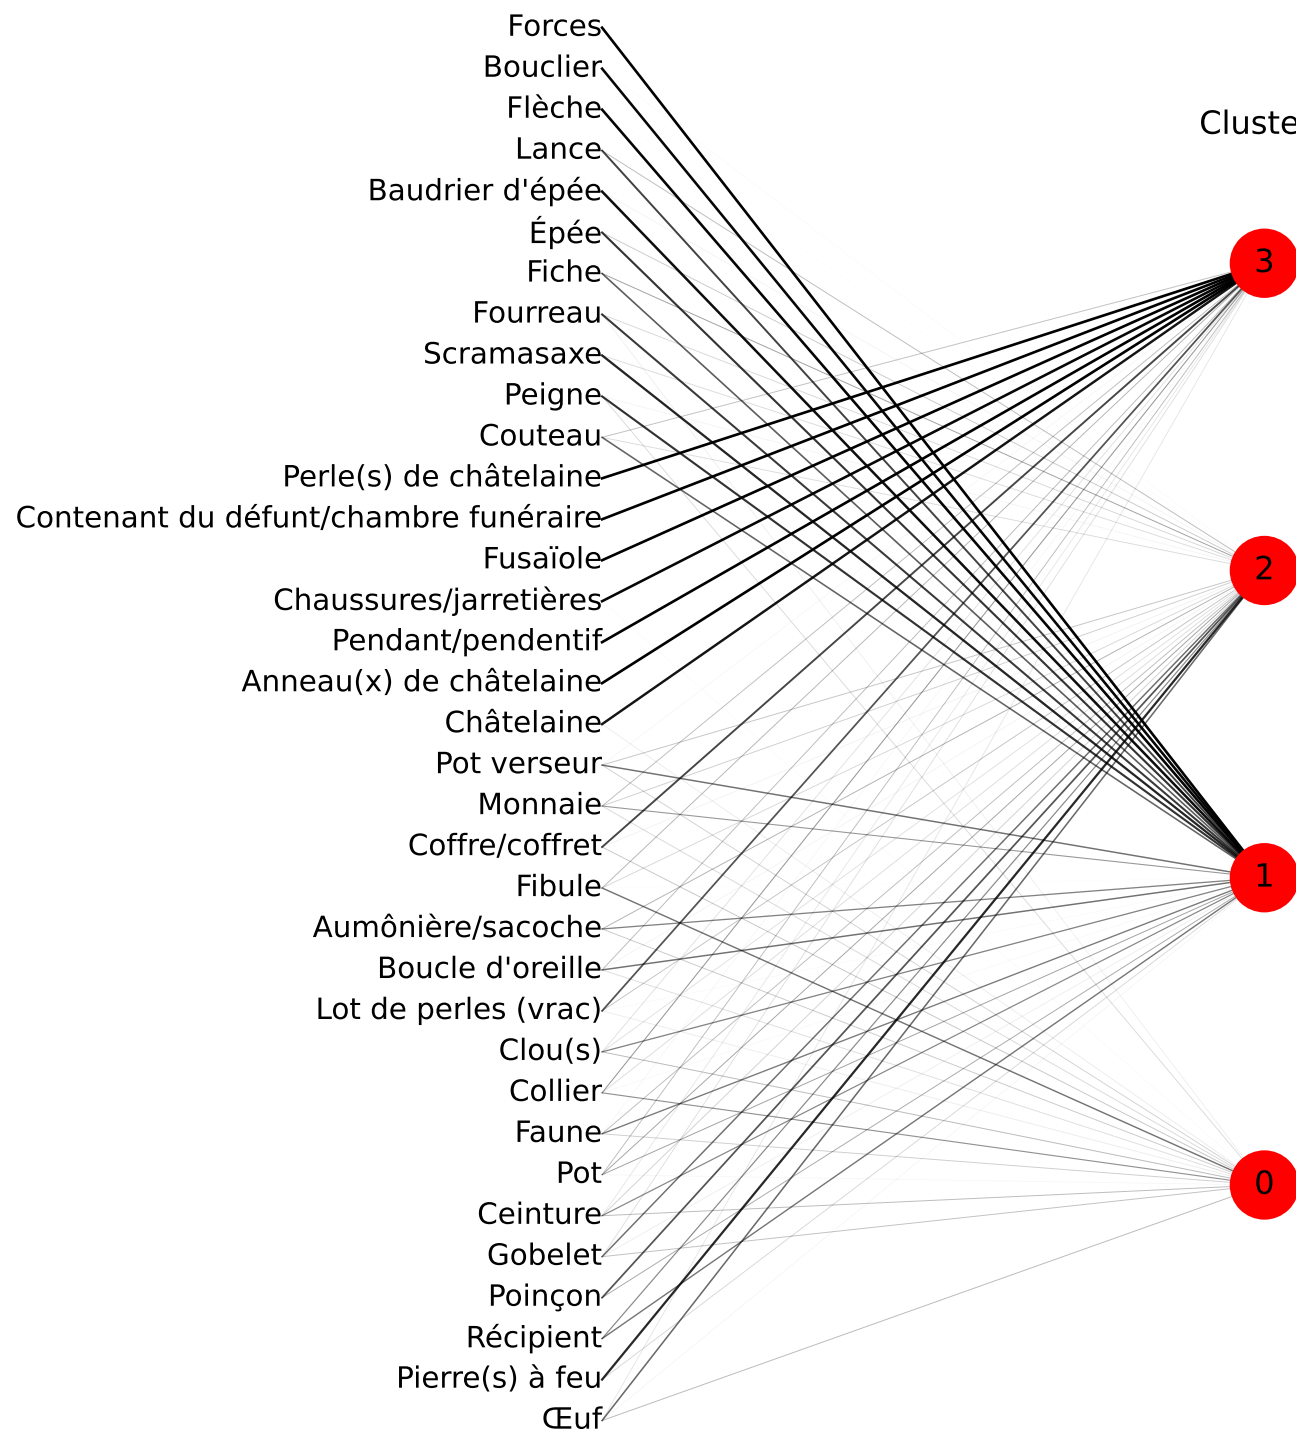 Forces
Bouclier
Flèche
Lance
Baudrier d'épée
Épée
Fiche
Fourreau
Scramasaxe
Peigne
Couteau
Perle(s) de châtelaine
Contenant du défunt/chambre funéraire
Fusaïole
Chaussures/jarretières
Pendant/pendentif
Anneau(x) de châtelaine
Châtelaine
Pot verseur
Monnaie
Coffre/coffret
Fibule
Aumônière/sacoche
Boucle d'oreille
Lot de perles (vrac)
Clou(s)
Collier
Faune
Pot
Ceinture
Gobelet
Poinçon
Récipient
Pierre(s) à feu
Œuf
Cluste
3
2
1
0